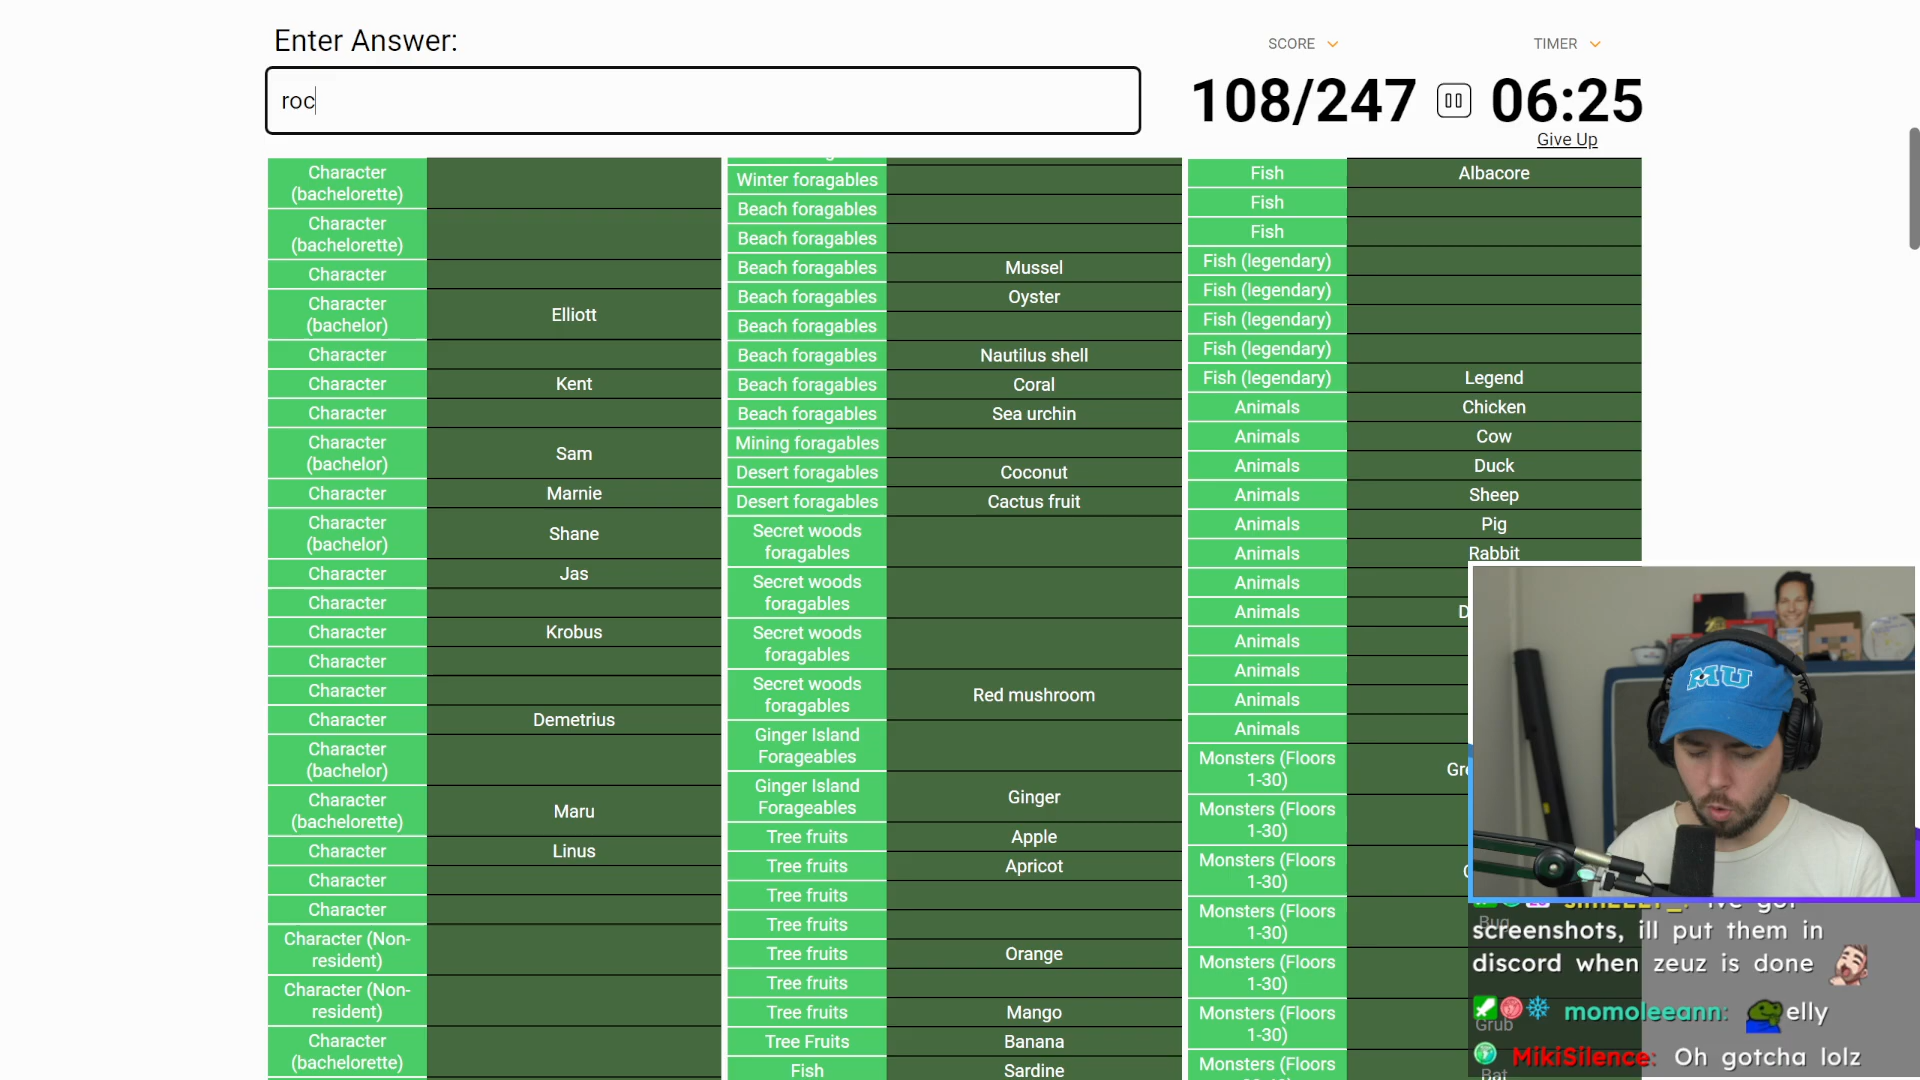 Enter Answer:
roc
SCORE
TIMER
108/247
06:25
Give Up
Character (bachelorette)
Character (bachelorette)
Character
Character (bachelor) Elliott
Character
Character Kent
Character
Character (bachelor) Sam
Character Marnie
Character (bachelor) Shane
Character Jas
Character
Character Krobus
Character
Character
Character Demetrius
Character (bachelor)
Character (bachelorette) Maru
Character Linus
Character
Character
Character (Non-resident)
Character (Non-resident)
Character (bachelorette)
Winter foragables
Beach foragables
Beach foragables
Beach foragables Mussel
Beach foragables Oyster
Beach foragables
Beach foragables Nautilus shell
Beach foragables Coral
Beach foragables Sea urchin
Mining foragables
Desert foragables Coconut
Desert foragables Cactus fruit
Secret woods foragables
Secret woods foragables
Secret woods foragables
Secret woods foragables Red mushroom
Ginger Island Forageables
Ginger Island Forageables Ginger
Tree fruits Apple
Tree fruits Apricot
Tree fruits
Tree fruits
Tree fruits Orange
Tree fruits
Tree fruits Mango
Tree Fruits Banana
Fish Sardine
Fish Albacore
Fish
Fish
Fish (legendary)
Fish (legendary)
Fish (legendary)
Fish (legendary)
Fish (legendary) Legend
Animals Chicken
Animals Cow
Animals Duck
Animals Sheep
Animals Pig
Animals Rabbit
Animals
Animals D
Animals
Animals
Animals
Animals
Monsters (Floors 1-30) Gre
Monsters (Floors 1-30)
Monsters (Floors 1-30)
Monsters (Floors 1-30) Bug
Monsters (Floors 1-30)
Monsters (Floors 1-30) Grub
Monsters (Floors Bat
MU
screenshots, ill put them in
discord when zeuz is done
momoleeann: elly
MikiSilence: Oh gotcha lolz